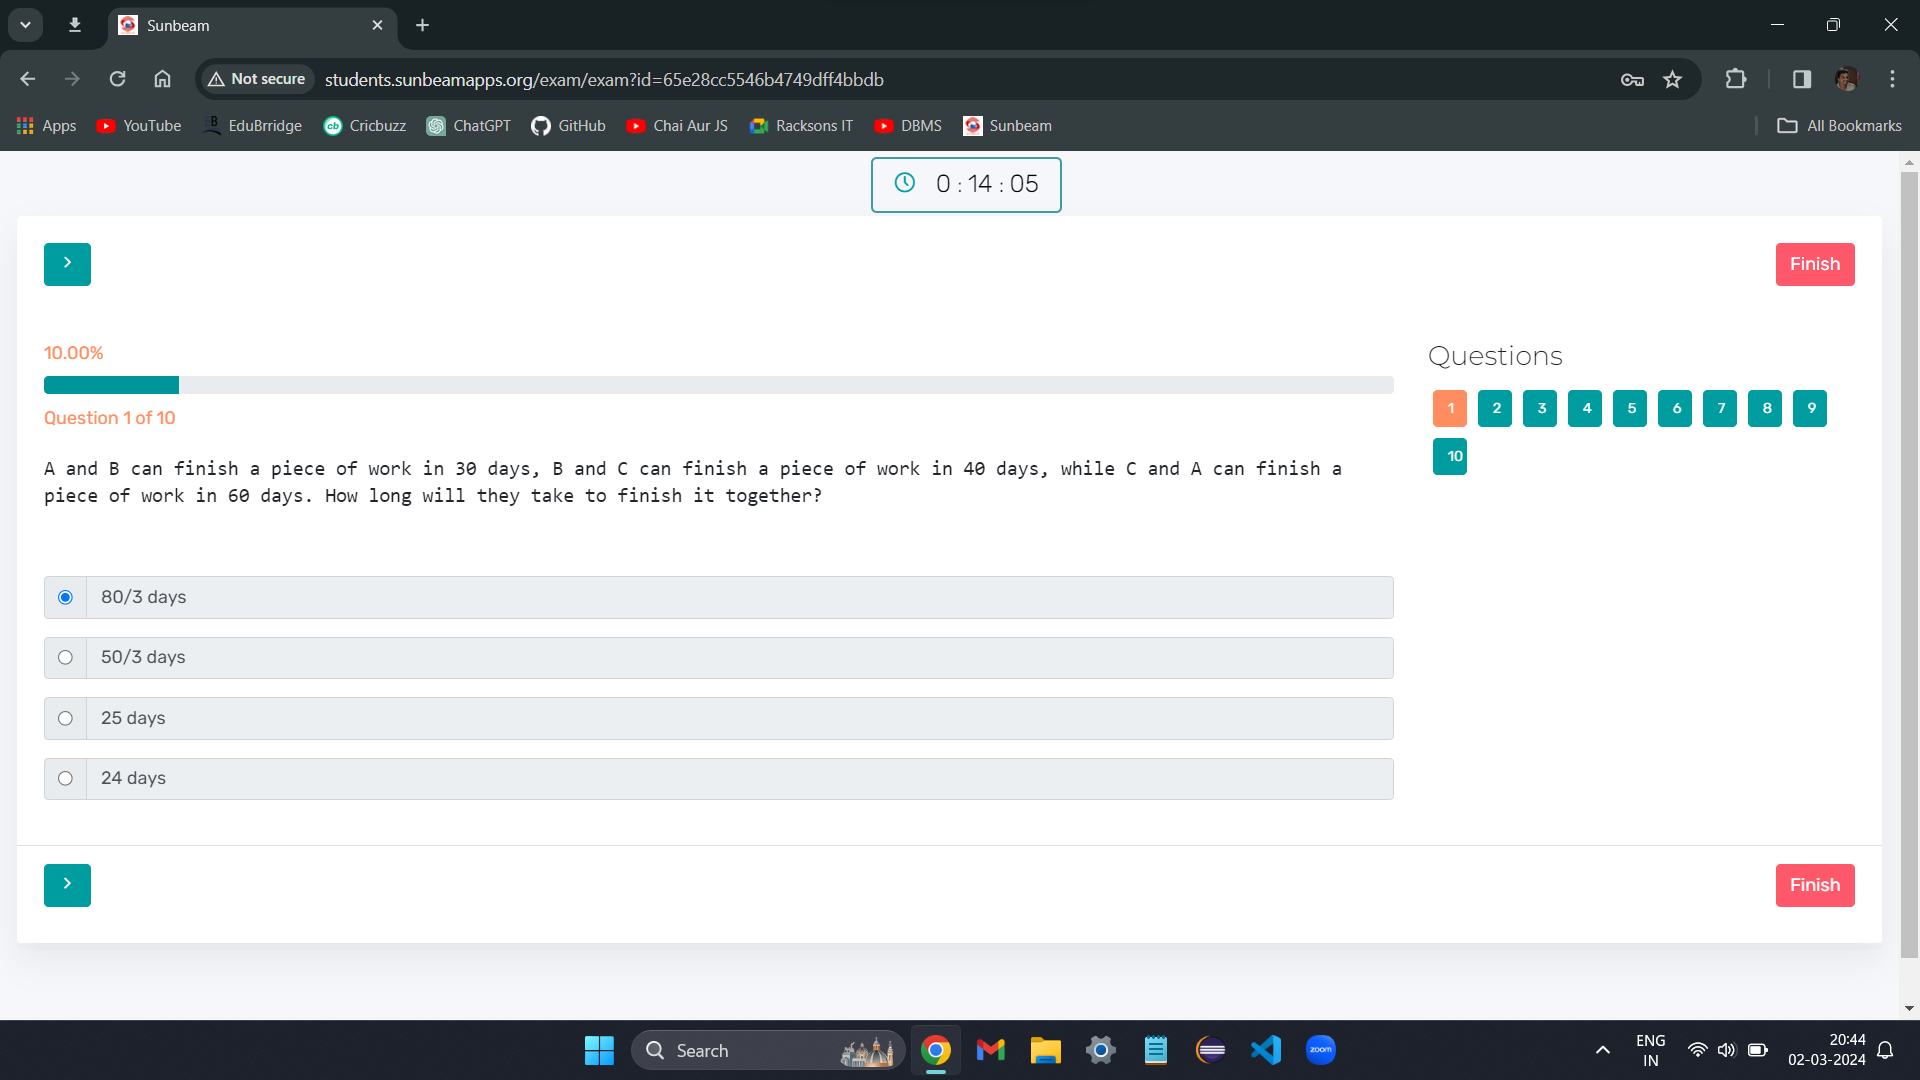 Sunbeam
Not secure
students.sunbeamapps.org/exam/exam?id=65e28cc5546b4749dff4bbdb
Apps
YouTube
B
EduBrridge
cb
Cricbuzz
ChatGPT
GitHub
Chai Aur JS
Racksons IT
DBMS
Sunbeam
All Bookmarks
0 : 14 : 05
Finish
10.00%
Question 1 of 10
Questions
1 2 3 4 5 6 7 8 9
10
A and B can finish a piece of work in 30 days, B and C can finish a piece of work in 40 days, while C and A can finish a
piece of work in 60 days. How long will they take to finish it together?
80/3 days
50/3 days
25 days
24 days
Finish
Search
zoom
ENG
IN
20:44
02-03-2024